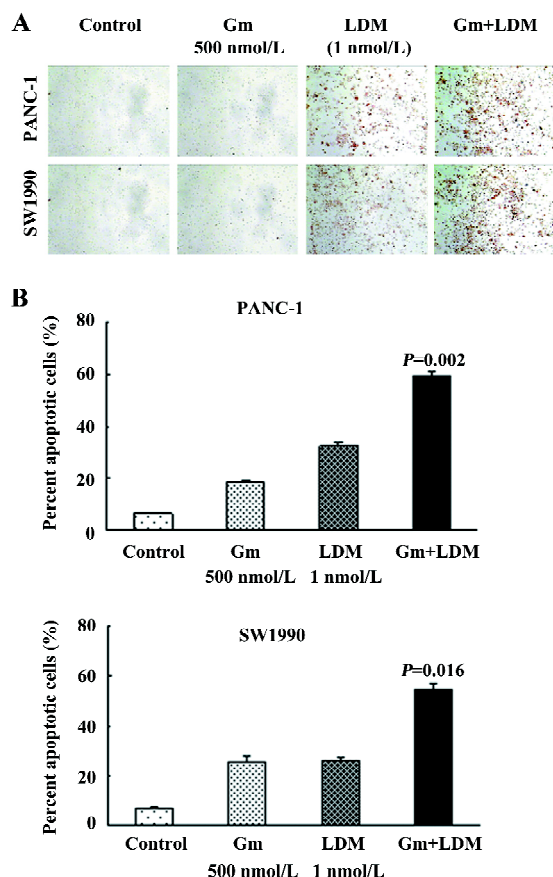 A
Control Gm LDM Gm+LDM
500 nmol/L (1 nmol/L)
PANC-1
SW1990
B
PANC-1
Percent apoptotic cells (%)
80
60
40
20
0
P=0.002
Control Gm LDM Gm+LDM
500 nmol/L 1 nmol/L
SW1990
Percent apoptotic cells (%)
80
60
40
20
0
P=0.016
Control Gm LDM Gm+LDM
500 nmol/L 1 nmol/L